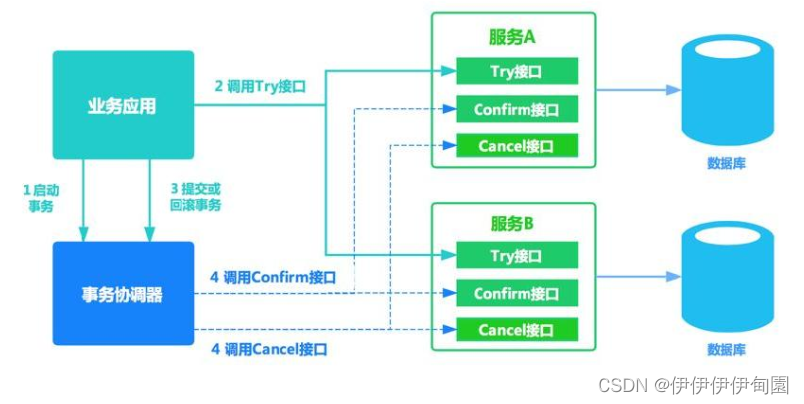 服务A
Try接口
Confirm接口
Cancel接口
数据库
业务应用
2 调用Try接口
1 启动
事务
3 提交或
回滚事务
服务B
Try接口
Confirm接口
Cancel接口
数据库
事务协调器
4 调用Confirm接口
4 调用Cancel接口
CSDN @伊伊伊伊甸園